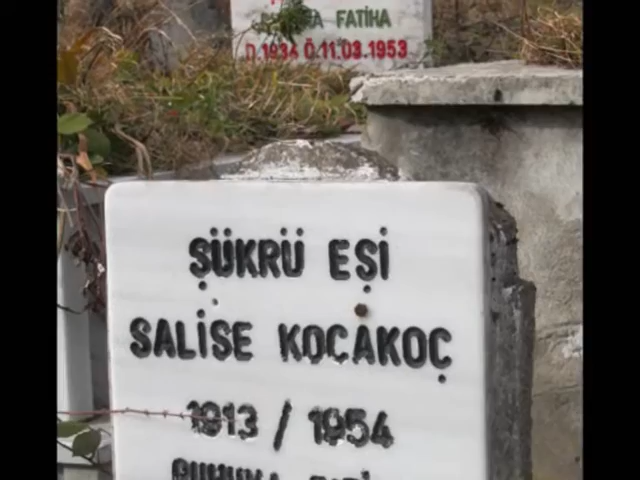 FATİHA
D.1934 Ö.11.03.1953
ŞÜKRÜ EŞİ
SALİSE KOCAKOÇ
1913 / 1954